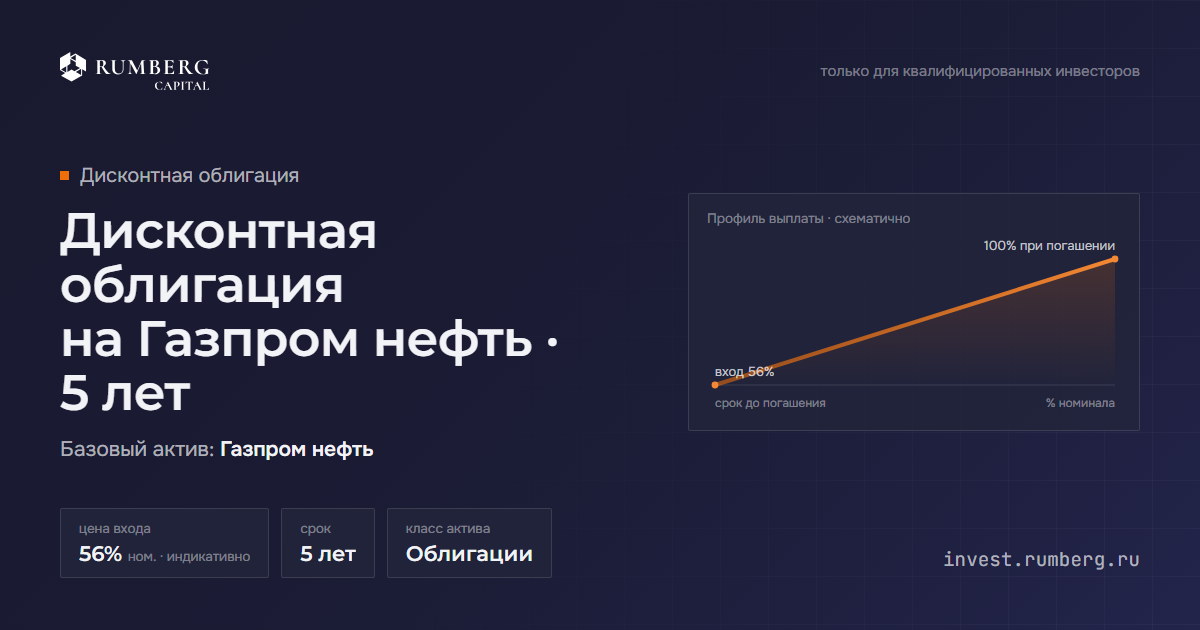 RUMBERG
CAPITAL
только для квалифицированных инвесторов
Дисконтная облигация
Дисконтная
облигация
на Газпром нефть ·
5 лет
Базовый актив: Газпром нефть
цена входа
56% ном. · индикативно
срок
5 лет
класс актива
Облигации
Профиль выплаты · схематично
100% при погашении
вход 56%
срок до погашения
% номинала
invest.rumberg.ru